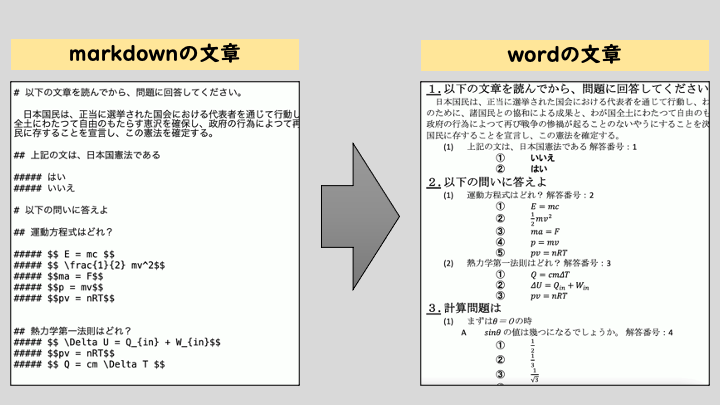 markdownの文章
# 以下の文章を読んでから、問題に回答してください。
日本国民は、正当に選挙された国会における代表者を通じて行動し
全土にわたつて自由のもたらす恵沢を確保し、政府の行為によつて再
民に存することを宣言し、この憲法を確定する。
## 上記の文は、日本国憲法である
##### はい
##### いいえ
# 以下の問いに答えよ
## 運動方程式はどれ？
##### $$ E = mc $$
##### $$ \frac{1}{2} mv^2$$
##### $$ma = F$$
##### $$p = mv$$
##### $$pv = nRT$$
## 熱力学第一法則はどれ？
##### $$ \Delta U = Q_{in} + W_{in}$$
##### $$pv = nRT$$
##### $$ Q = cm \Delta T $$
wordの文章
1. 以下の文章を読んでから、問題に回答してください
日本国民は、正当に選挙された国会における代表者を通じて行動し、わ
のために、諸国民との協和による成果と、わが国全土にわたつて自由のも
政府の行為によつて再び戦争の惨禍が起ることのないやうにすることを決
国民に存することを宣言し、この憲法を確定する。
(1) 上記の文は、日本国憲法である 解答番号：1
① いいえ
② はい
2. 以下の問いに答えよ
(1) 運動方程式はどれ？ 解答番号：2
① E = mc
② 1/2 mv²
③ ma = F
④ p = mv
⑤ pv = nRT
(2) 熱力学第一法則はどれ？ 解答番号：3
① Q = cmΔT
② ΔU = Q_in + W_in
③ pv = nRT
3. 計算問題は
(1) まずはθ = 0の時
A sinθ の値は幾つになるでしょうか。 解答番号：4
① 1/2
② 1/3
③ 1/√3